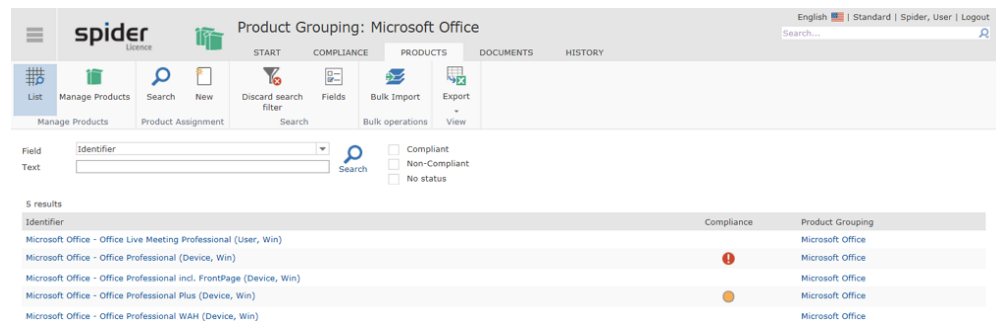 English | Standard | Spider, User | Logout
spider
Licence
Product Grouping: Microsoft Office
Search...
START COMPLIANCE PRODUCTS DOCUMENTS HISTORY
List Manage Products Search New Discard search filter Fields Bulk Import Export
Manage Products Product Assignment Search Bulk operations View
Field Identifier
Text
Search
Compliant
Non-Compliant
No status
5 results
Identifier Compliance Product Grouping
Microsoft Office - Office Live Meeting Professional (User, Win) Microsoft Office
Microsoft Office - Office Professional (Device, Win) Microsoft Office
Microsoft Office - Office Professional incl. FrontPage (Device, Win) Microsoft Office
Microsoft Office - Office Professional Plus (Device, Win) Microsoft Office
Microsoft Office - Office Professional WAH (Device, Win) Microsoft Office